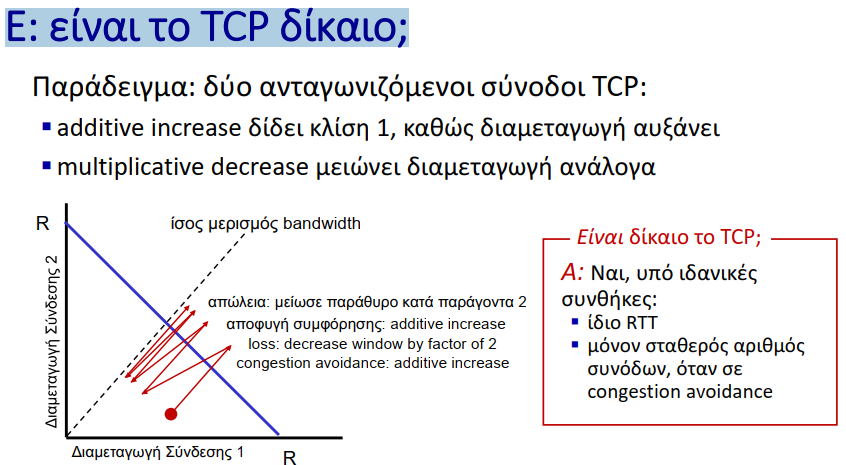 Ε: είναι το TCP δίκαιο;
Παράδειγμα: δύο ανταγωνιζόμενοι σύνοδοι TCP:
▪ additive increase δίδει κλίση 1, καθώς διαμεταγωγή αυξάνει
▪ multiplicative decrease μειώνει διαμεταγωγή ανάλογα
R
ίσος μερισμός bandwidth
Διαμεταγωγή Σύνδεσης 2
απώλεια: μείωσε παράθυρο κατά παράγοντα 2
αποφυγή συμφόρησης: additive increase
loss: decrease window by factor of 2
congestion avoidance: additive increase
Διαμεταγωγή Σύνδεσης 1
R
Είναι δίκαιο το TCP;
Α: Ναι, υπό ιδανικές
συνθήκες:
▪ ίδιο RTT
▪ μόνον σταθερός αριθμός
συνόδων, όταν σε
congestion avoidance